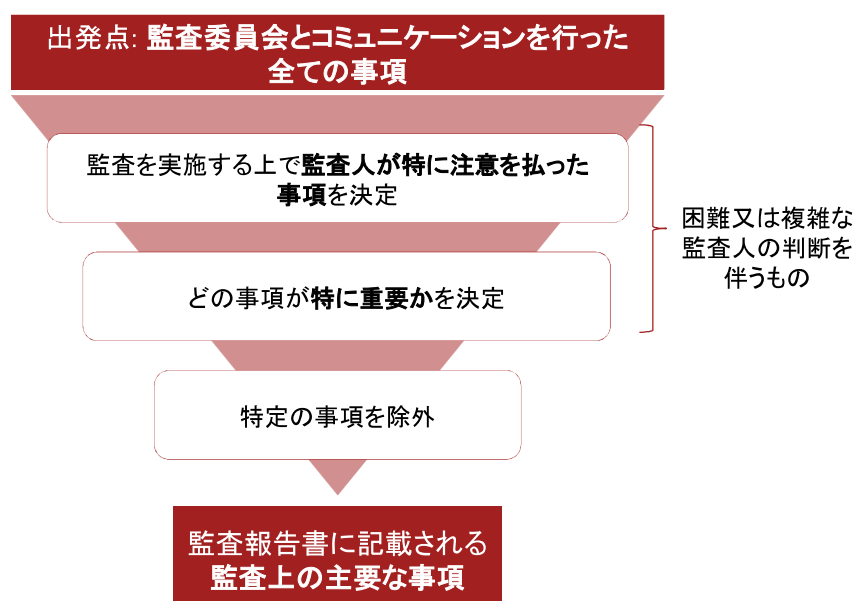 出発点: 監査委員会とコミュニケーションを行った
全ての事項
監査を実施する上で監査人が特に注意を払った
事項を決定
どの事項が特に重要かを決定
特定の事項を除外
監査報告書に記載される
監査上の主要な事項
困難又は複雑な
監査人の判断を
伴うもの